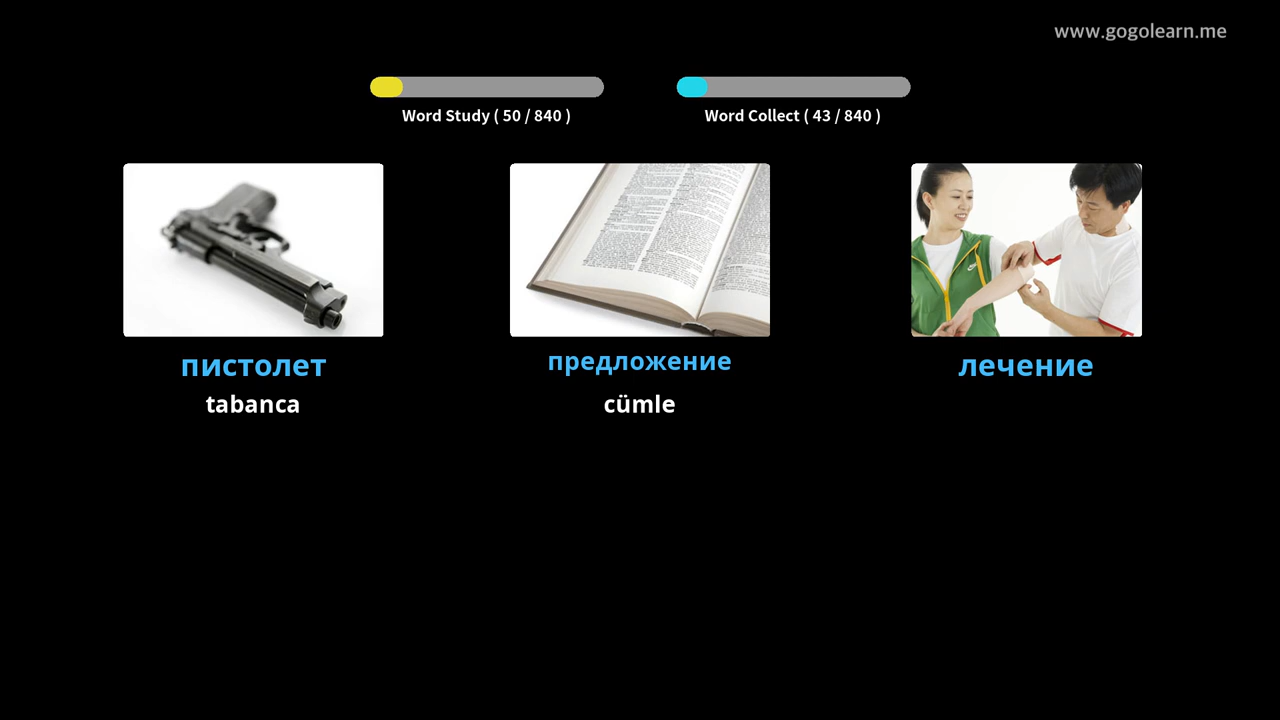 www.gogolearn.me
Word Study ( 50 / 840 )
Word Collect ( 43 / 840 )
пистолет
предложение
лечение
tabanca
cümle